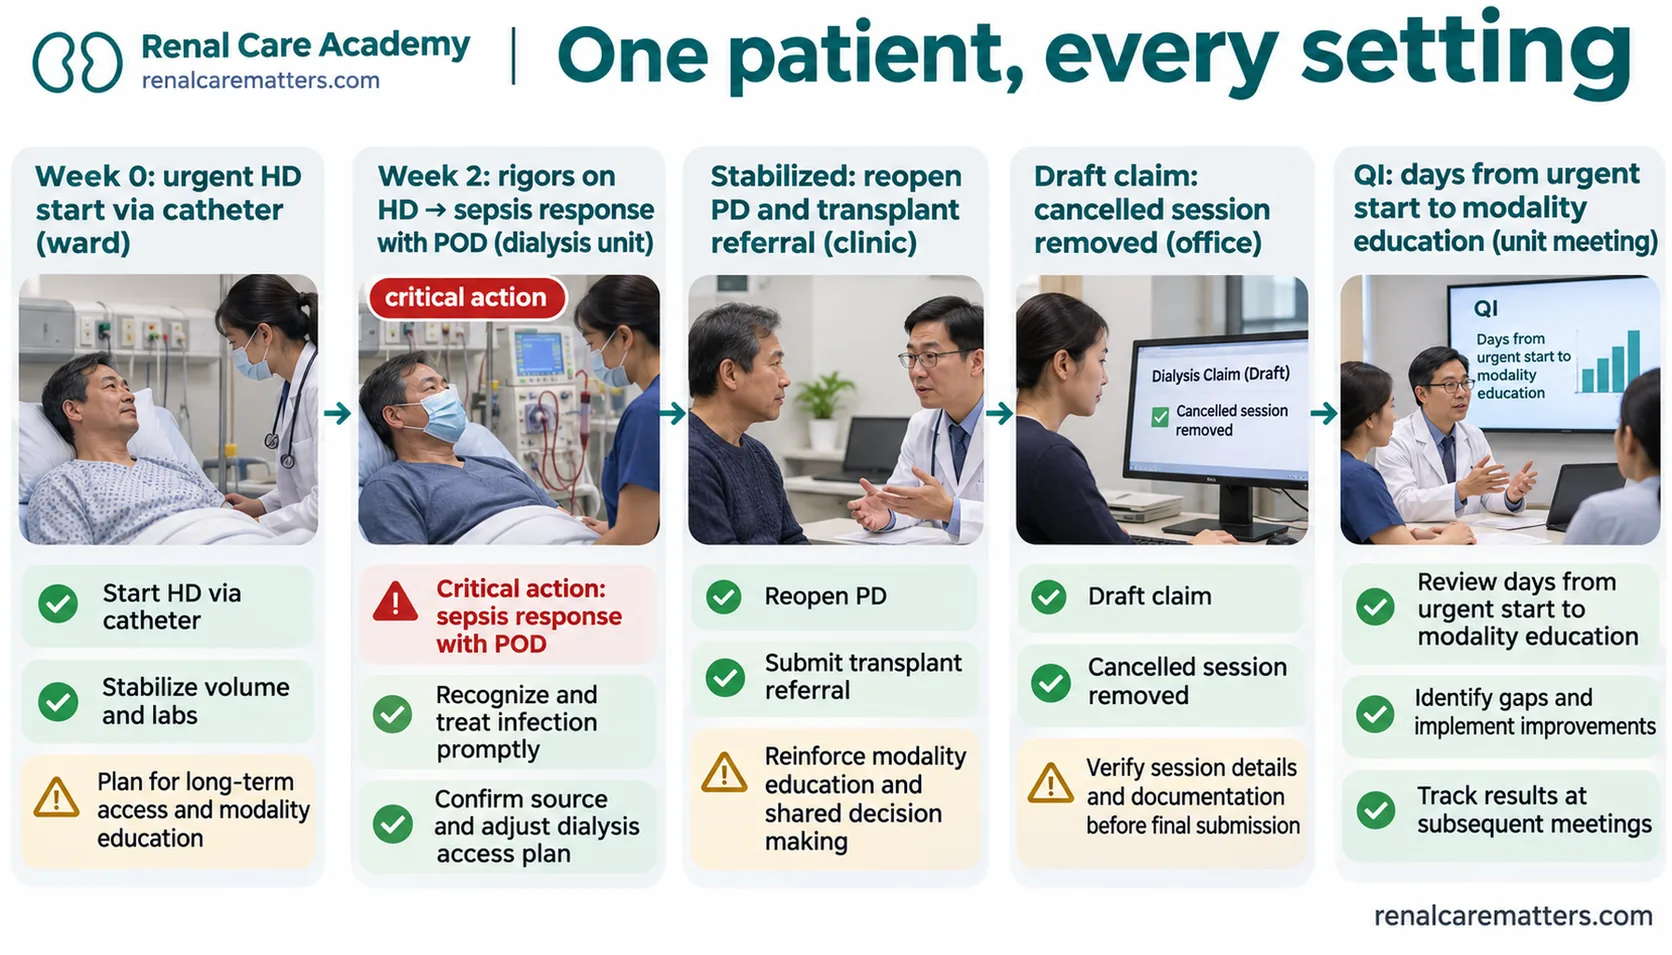 Renal Care Academy
renalcarematters.com
One patient, every setting
Week 0: urgent HD
start via catheter
(ward)
Start HD via
catheter
Stabilize volume
and labs
Plan for long-term
access and modality
education
Week 2: rigors on
HD → sepsis response
with POD (dialysis unit)
critical action
Critical action:
sepsis response
with POD
Recognize and
treat infection
promptly
Confirm source
and adjust dialysis
access plan
Stabilized: reopen
PD and transplant
referral (clinic)
Reopen PD
Submit transplant
referral
Reinforce modality
education and
shared decision
making
Draft claim:
cancelled session
removed (office)
Dialysis Claim (Draft)
Cancelled session
removed
Draft claim
Cancelled session
removed
Verify session details
and documentation
before final submission
QI: days from urgent
start to modality
education (unit meeting)
QI
Days from
urgent start to
modality
education
Review days from
urgent start to
modality education
Identify gaps and
implement improvements
Track results at
subsequent meetings
renalcarematters.com